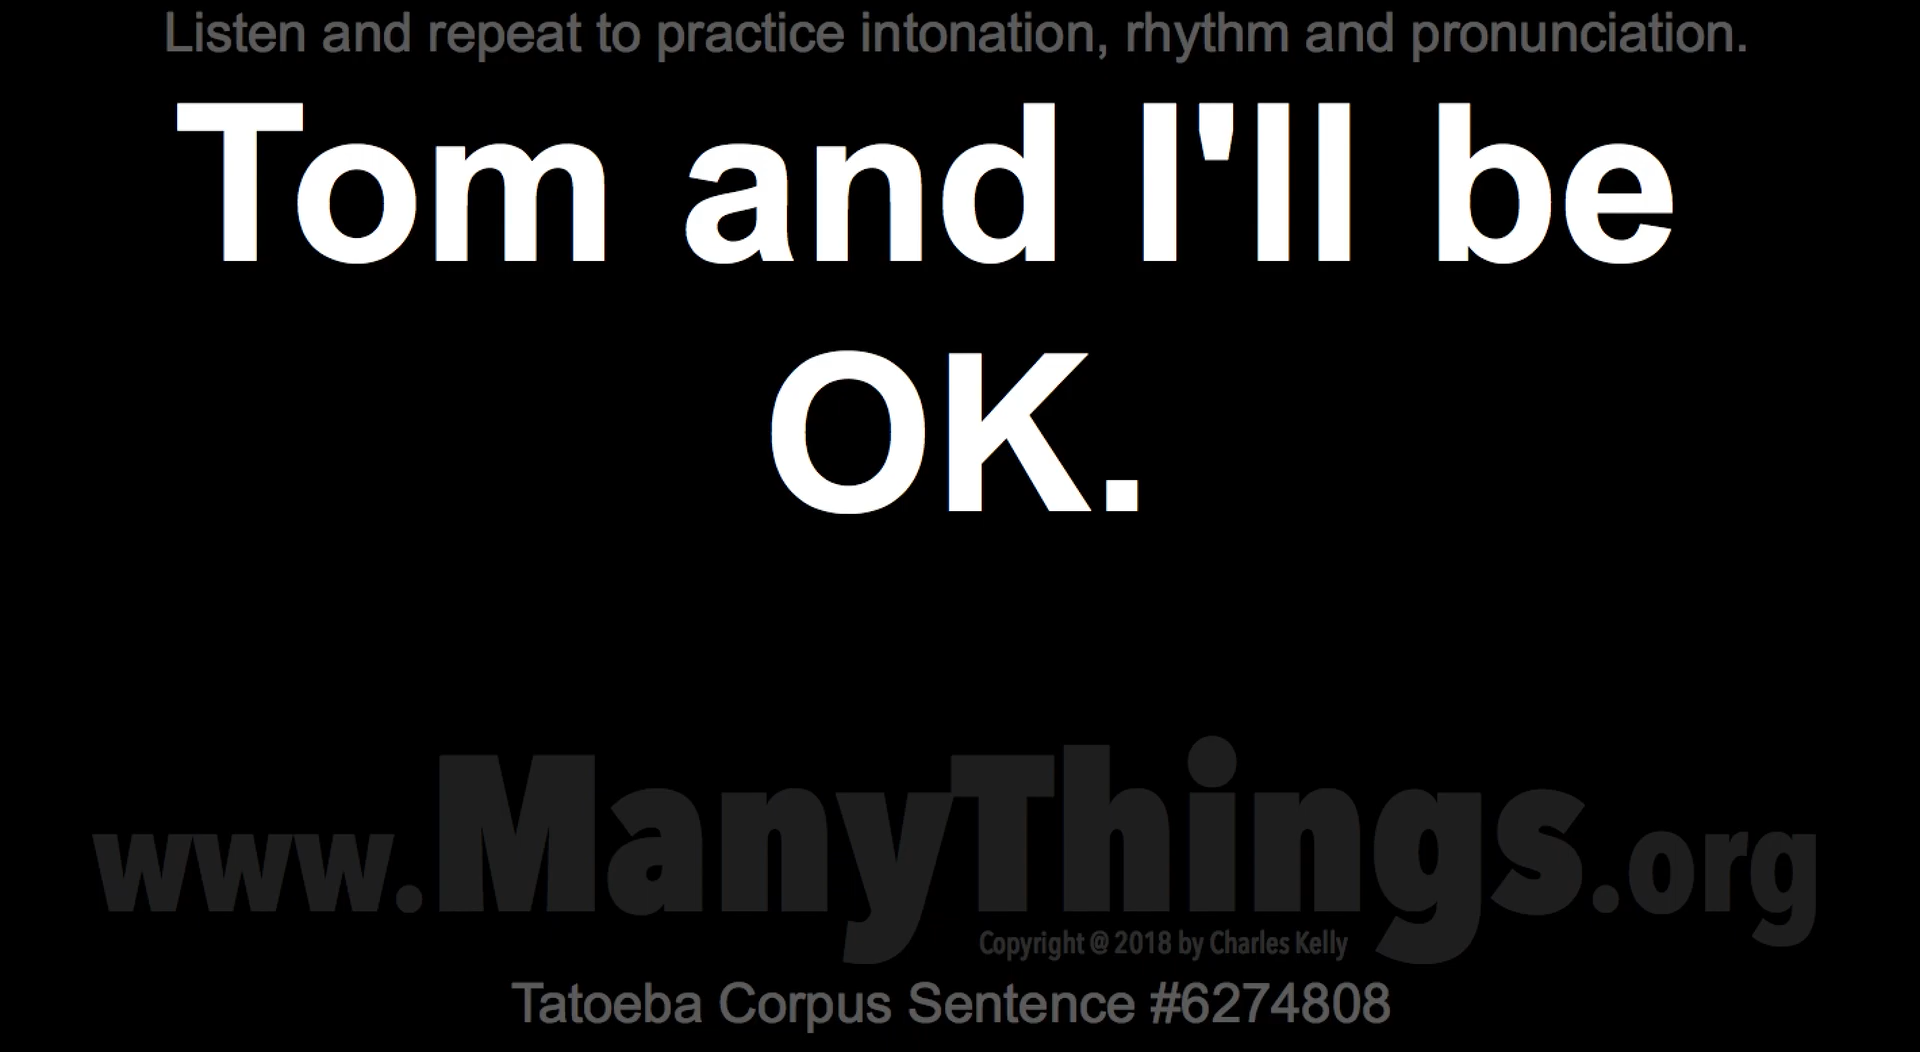 Listen and repeat to practice intonation, rhythm and pronunciation.
Tom and I'll be
OK.
www.ManyThings.org
Copyright @ 2018 by Charles Kelly
Tatoeba Corpus Sentence #6274808